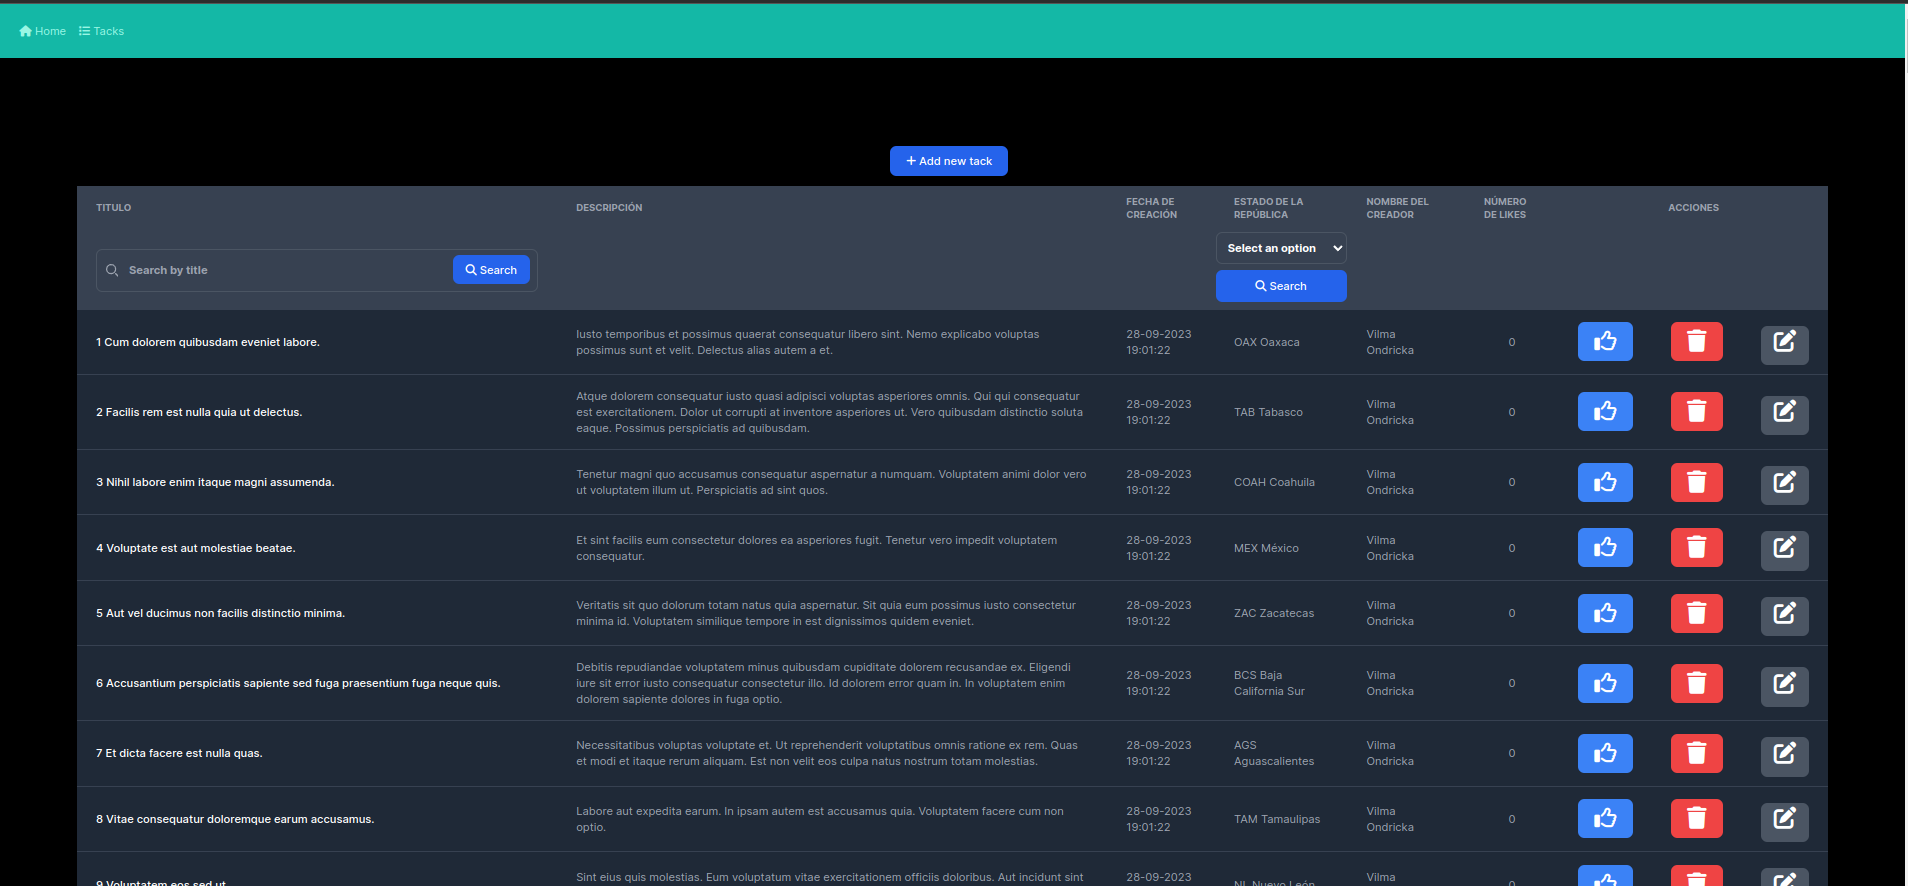 Home Tacks
+ Add new tack
TITULO
DESCRIPCIÓN
FECHA DE
CREACIÓN
ESTADO DE LA
REPÚBLICA
NOMBRE DEL
CREADOR
NÚMERO
DE LIKES
ACCIONES
Search by title
Search
Select an option
Search
1 Cum dolorem quibusdam eveniet labore.
Iusto temporibus et possimus quaerat consequatur libero sint. Nemo explicabo voluptas
possimus sunt et velit. Delectus alias autem a et.
28-09-2023
19:01:22
OAX Oaxaca
Vilma
Ondricka
0
2 Facilis rem est nulla quia ut delectus.
Atque dolorem consequatur iusto quasi adipisci voluptas asperiores omnis. Qui qui consequatur
est exercitationem. Dolor ut corrupti at inventore asperiores ut. Vero quibusdam distinctio soluta
eaque. Possimus perspiciatis ad quibusdam.
28-09-2023
19:01:22
TAB Tabasco
Vilma
Ondricka
0
3 Nihil labore enim itaque magni assumenda.
Tenetur magni quo accusamus consequatur aspernatur a numquam. Voluptatem animi dolor vero
ut voluptatem illum ut. Perspiciatis ad sint quos.
28-09-2023
19:01:22
COAH Coahuila
Vilma
Ondricka
0
4 Voluptate est aut molestiae beatae.
Et sint facilis eum consectetur dolores ea asperiores fugit. Tenetur vero impedit voluptatem
consequatur.
28-09-2023
19:01:22
MEX México
Vilma
Ondricka
0
5 Aut vel ducimus non facilis distinctio minima.
Veritatis sit quo dolorum totam natus quia aspernatur. Sit quia eum possimus iusto consectetur
minima id. Voluptatem similique tempore in est dignissimos quidem eveniet.
28-09-2023
19:01:22
ZAC Zacatecas
Vilma
Ondricka
0
6 Accusantium perspiciatis sapiente sed fuga praesentium fuga neque quis.
Debitis repudiandae voluptatem minus quibusdam cupiditate dolorem recusandae ex. Eligendi
iure sit error iusto consequatur consectetur illo. Id dolorem error quam in. In voluptatem enim
dolorem sapiente dolores in fuga optio.
28-09-2023
19:01:22
BCS Baja
California Sur
Vilma
Ondricka
0
7 Et dicta facere est nulla quas.
Necessitatibus voluptas voluptate et. Ut reprehenderit voluptatibus omnis ratione ex rem. Quas
et modi et itaque rerum aliquam. Est non velit eos culpa natus nostrum totam molestias.
28-09-2023
19:01:22
AGS
Aguascalientes
Vilma
Ondricka
0
8 Vitae consequatur doloremque earum accusamus.
Labore aut expedita earum. In ipsam autem est accusamus quia. Voluptatem facere cum non
optio.
28-09-2023
19:01:22
TAM Tamaulipas
Vilma
Ondricka
0
9 Voluptatem eos sed ut
Sint eius quis molestias. Eum voluptatum vitae exercitationem officiis doloribus. Aut incidunt sint
28-09-2023
NL Nuevo León
Vilma
0